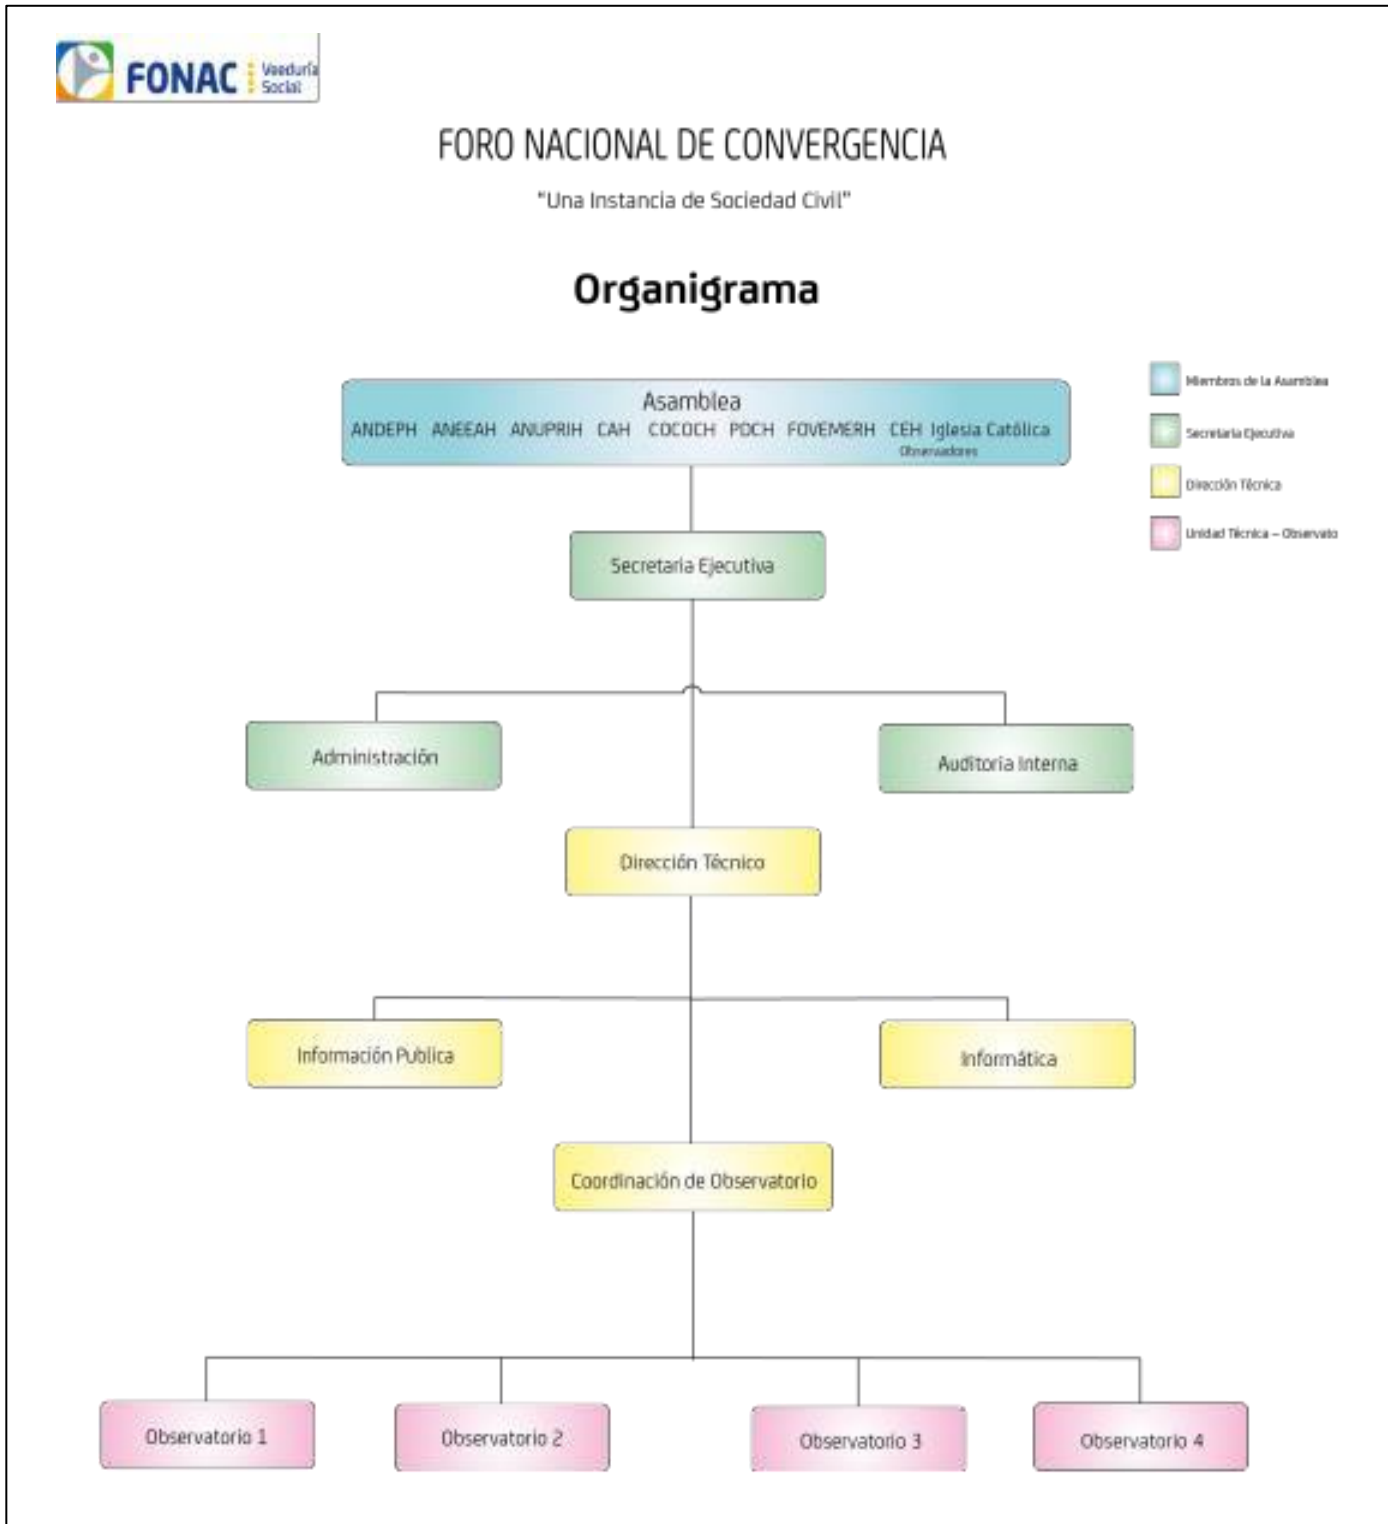 FONAC Veeduría
Social
FORO NACIONAL DE CONVERGENCIA
"Una Instancia de Sociedad Civil"
Organigrama
Asamblea
ANDEPH ANEEAH ANUPRIH CAH COCOCH PDCH FOVEMERH CEH Iglesia Católica
Observadores
Miembros de la Asamblea
Secretaria Ejecutiva
Dirección Técnica
Unidad Técnica – Observato
Secretaria Ejecutiva
Administración
Auditoria Interna
Dirección Técnico
Información Publica
Informática
Coordinación de Observatorio
Observatorio 1
Observatorio 2
Observatorio 3
Observatorio 4